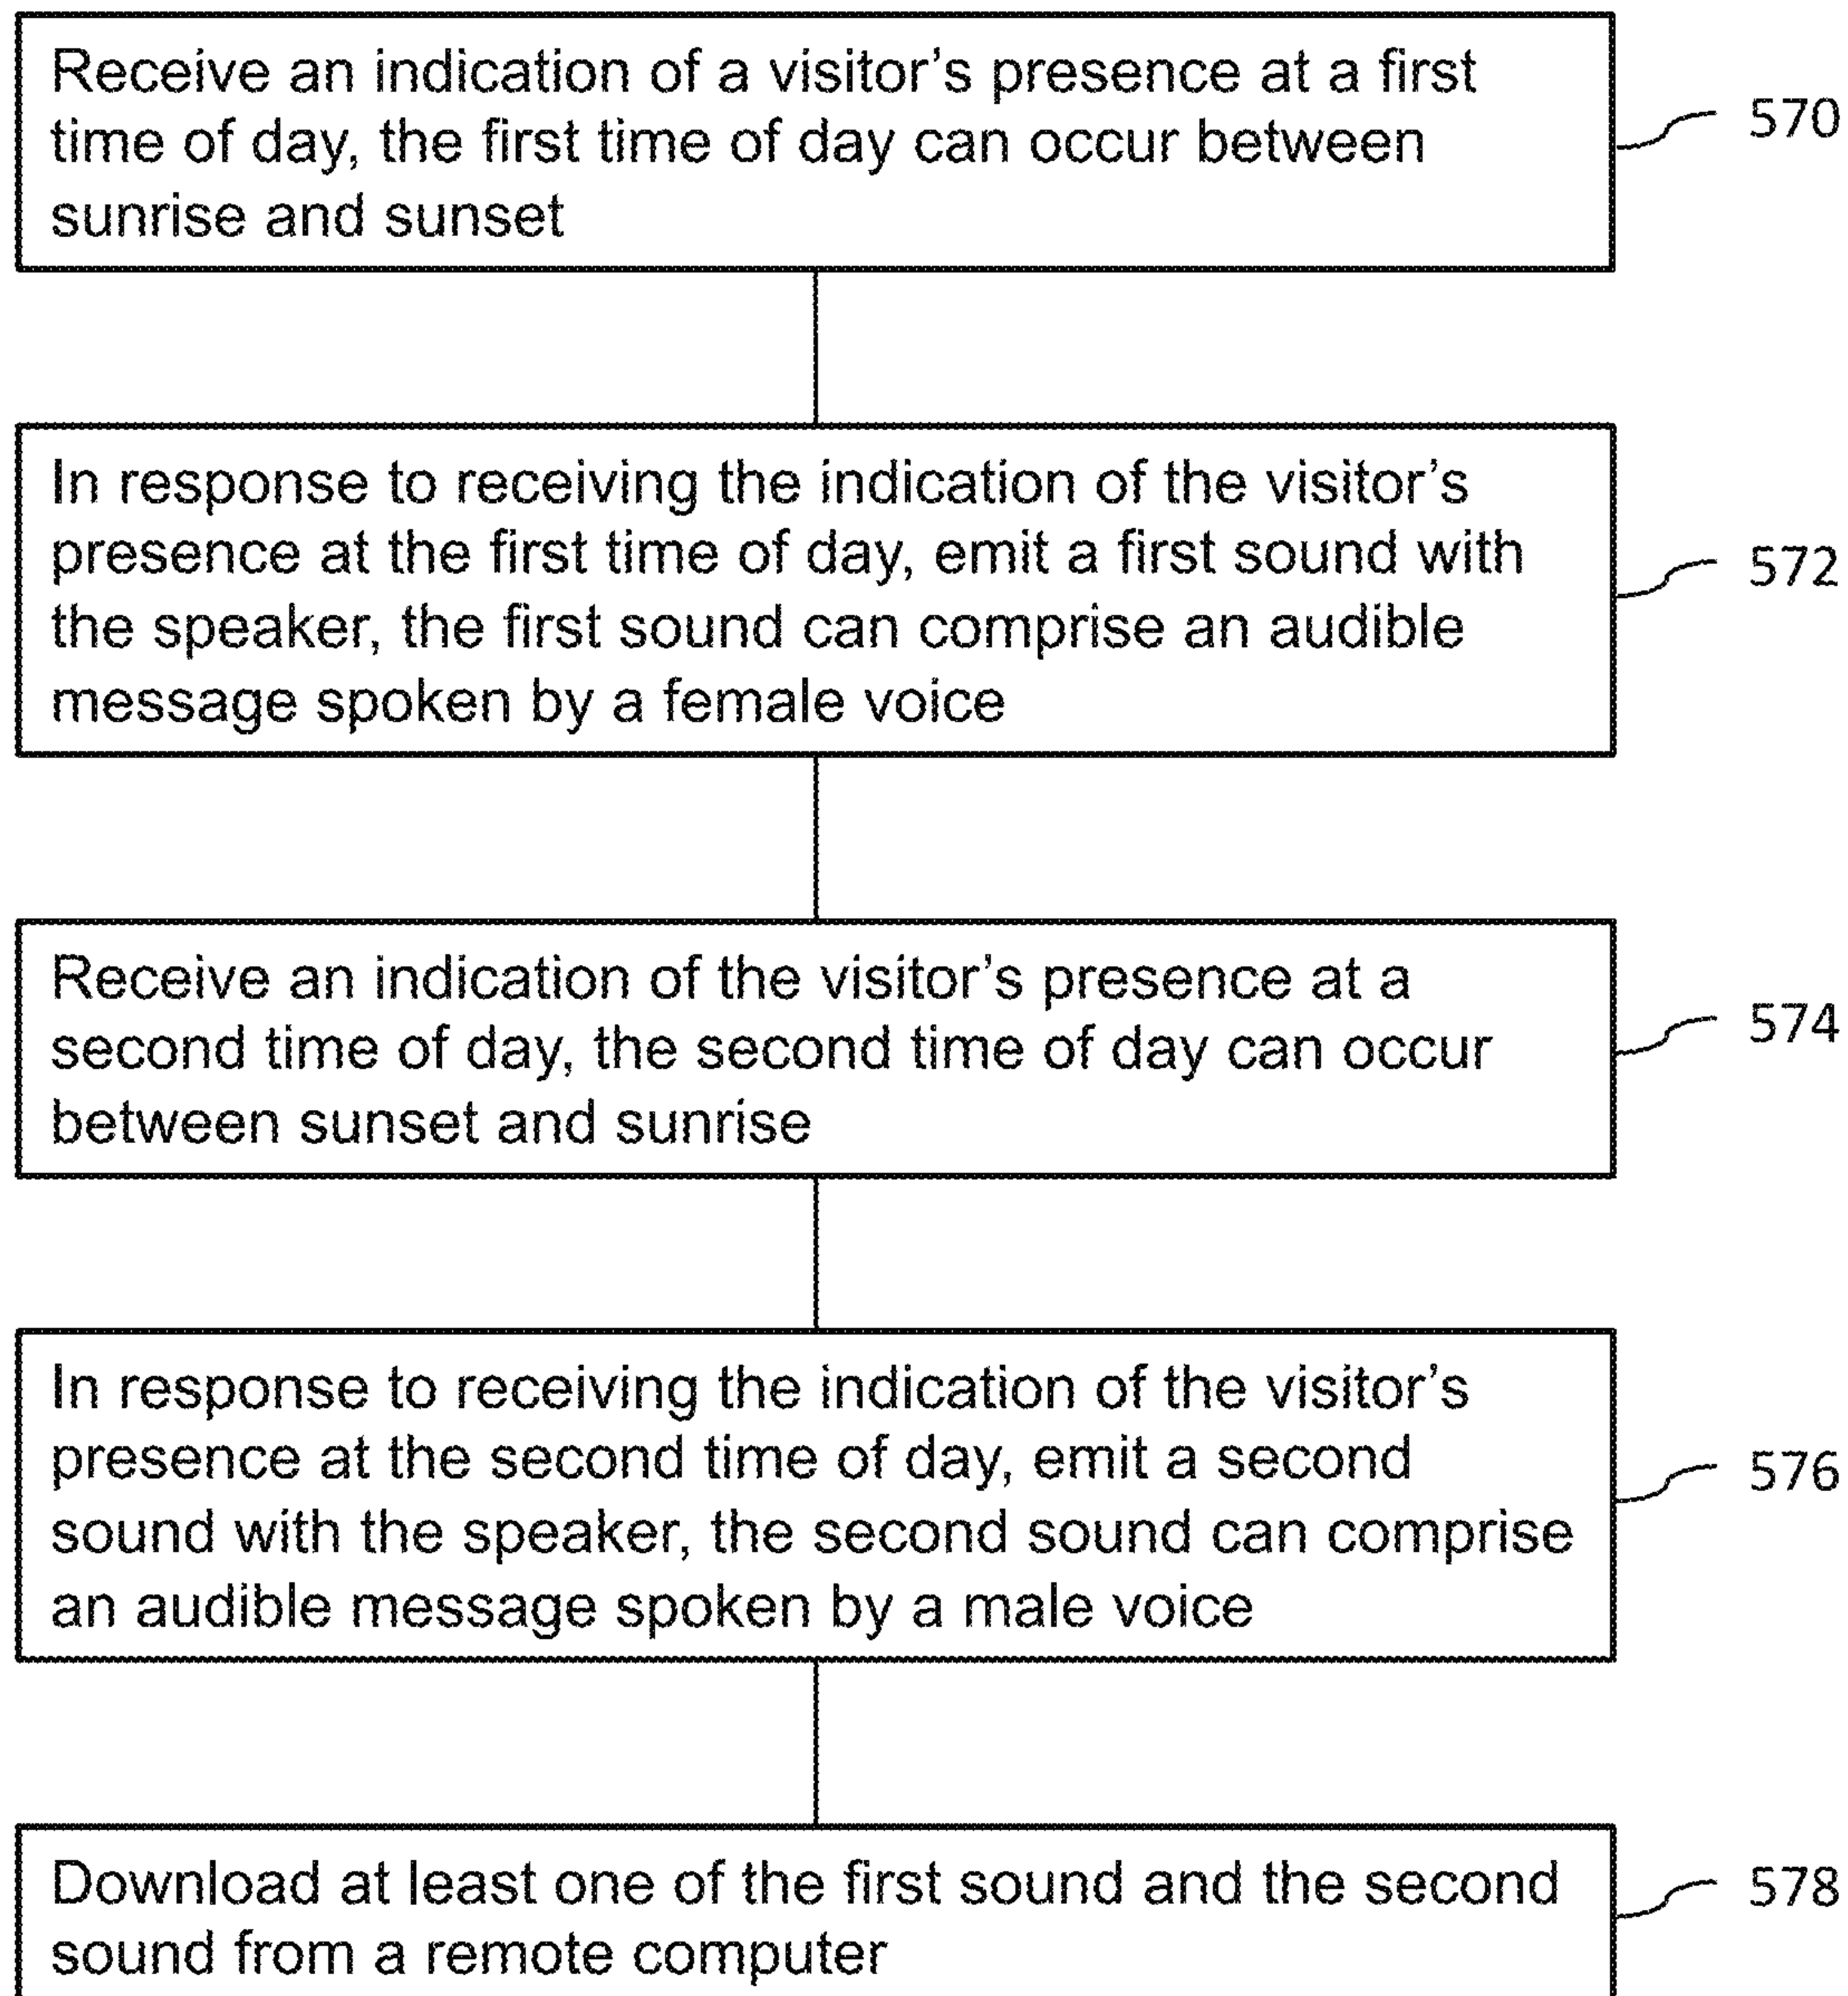 Receive an indication of a visitor’s presence at a first
time of day, the first time of day can occur between
sunrise and sunset
570
In response to receiving the indication of the visitor’s
presence at the first time of day, emit a first sound with
the speaker, the first sound can comprise an audible
message spoken by a female voice
572
Receive an indication of the visitor’s presence at a
second time of day, the second time of day can occur
between sunset and sunrise
574
In response to receiving the indication of the visitor’s
presence at the second time of day, emit a second
sound with the speaker, the second sound can comprise
an audible message spoken by a male voice
576
Download at least one of the first sound and the second
sound from a remote computer
578